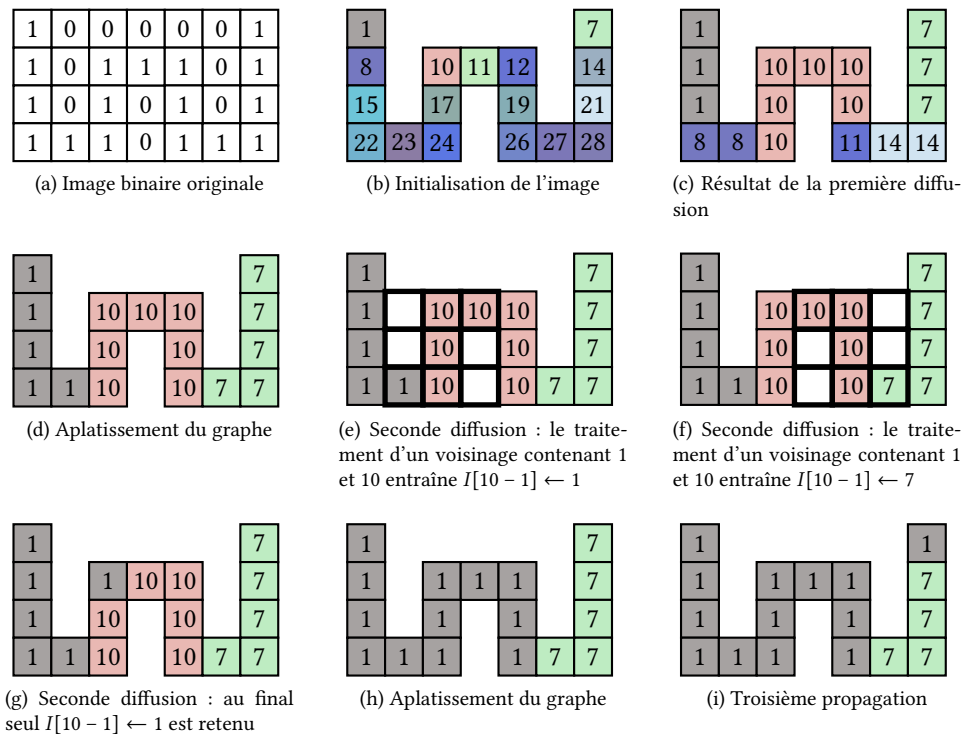 1 0 0 0 0 0 1
1 0 1 1 1 0 1
1 0 1 0 1 0 1
1 1 1 0 1 1 1
(a) Image binaire originale
1 7
8 10 11 12 14
15 17 19 21
22 23 24 26 27 28
(b) Initialisation de l'image
1 7
1 10 10 10 7
1 10 10 7
8 8 10 11 14 14
(c) Résultat de la première diffu-
sion
1 7
1 10 10 10 7
1 10 10 7
1 1 10 10 7 7
(d) Aplatissement du graphe
1 7
1 10 10 10 7
1 10 10 7
1 1 10 10 7 7
(e) Seconde diffusion : le traite-
ment d'un voisinage contenant 1
et 10 entraîne I[10 – 1] ← 1
7
1
1 10 10 10 7
1 10 10 7
1 1 10 10 7 7
(f) Seconde diffusion : le traite-
ment d'un voisinage contenant 1
et 10 entraîne I[10 – 1] ← 7
1 7
1 1 10 10 7
1 10 10 7
1 1 10 10 7 7
(g) Seconde diffusion : au final
seul I[10 – 1] ← 1 est retenu
1 7
1 1 1 1 7
1 1 1 7
1 1 1 1 7 7
(h) Aplatissement du graphe
1 1
1 1 1 1 7
1 1 1 7
1 1 1 1 7 7
(i) Troisième propagation